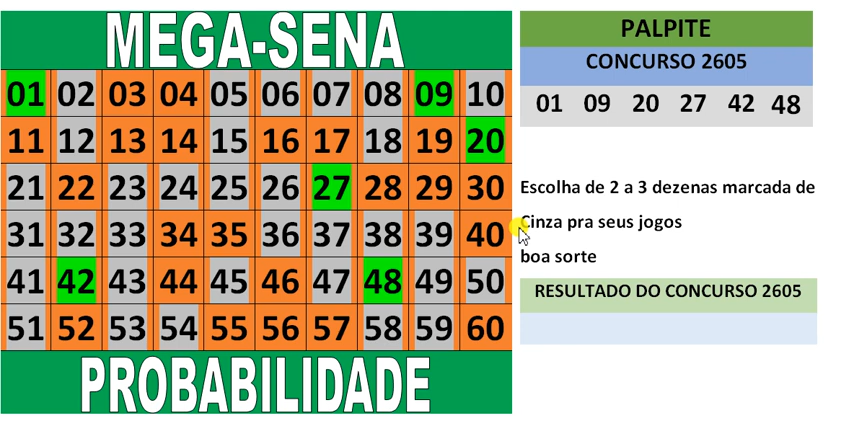 MEGA-SENA
01 02 03 04 05 06 07 08 09 10
11 12 13 14 15 16 17 18 19 20
21 22 23 24 25 26 27 28 29 30
31 32 33 34 35 36 37 38 39 40
41 42 43 44 45 46 47 48 49 50
51 52 53 54 55 56 57 58 59 60
PROBABILIDADE
PALPITE
CONCURSO 2605
01 09 20 27 42 48
Escolha de 2 a 3 dezenas marcada de
Cinza pra seus jogos
boa sorte
RESULTADO DO CONCURSO 2605